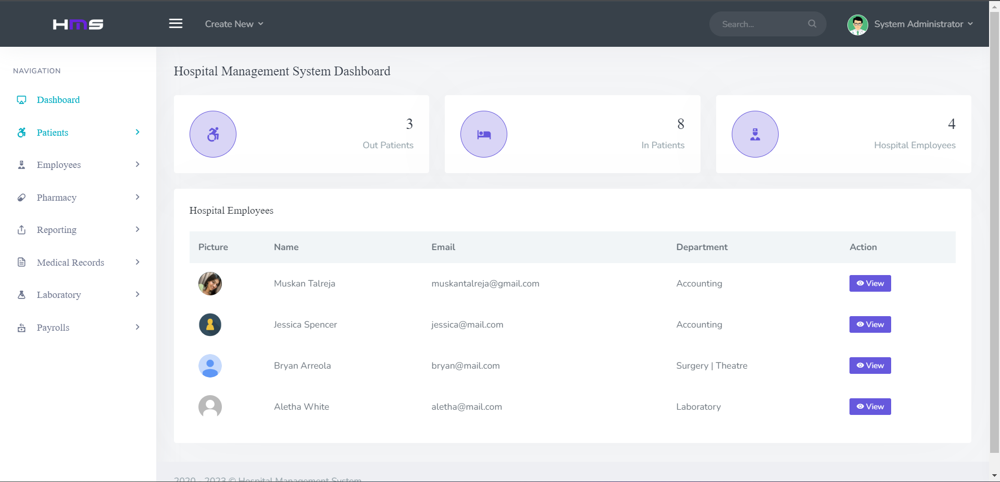 HMS
Create New
Search...
System Administrator
NAVIGATION
Dashboard
Patients
Employees
Pharmacy
Reporting
Medical Records
Laboratory
Payrolls
Hospital Management System Dashboard
3
Out Patients
8
In Patients
4
Hospital Employees
Hospital Employees
Picture Name Email Department Action
Muskan Talreja muskantalreja@gmail.com Accounting View
Jessica Spencer jessica@mail.com Accounting View
Bryan Arreola bryan@mail.com Surgery | Theatre View
Aletha White aletha@mail.com Laboratory View
2020 - 2023 © Hospital Management System